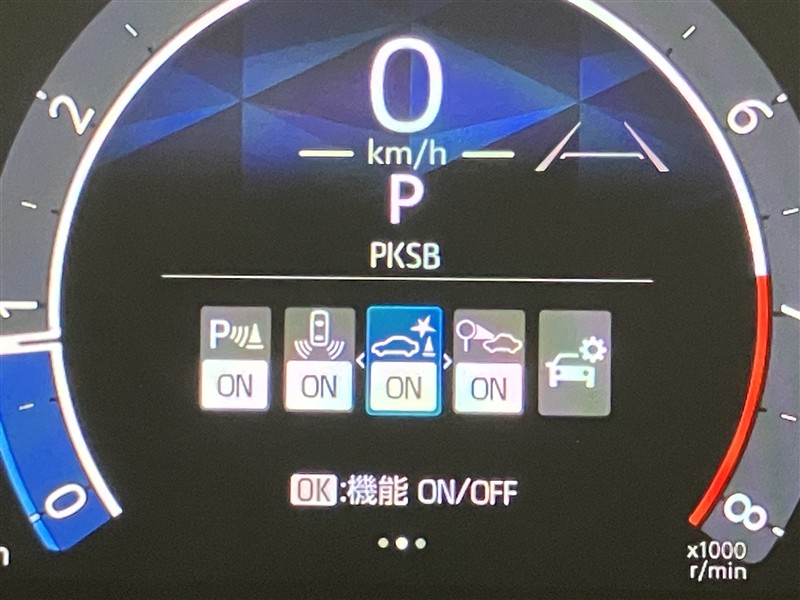 0
km/h
P
PKSB
P
ON
ON
ON
ON
OK:機能 ON/OFF
2
1
0
6
8
x1000
r/min